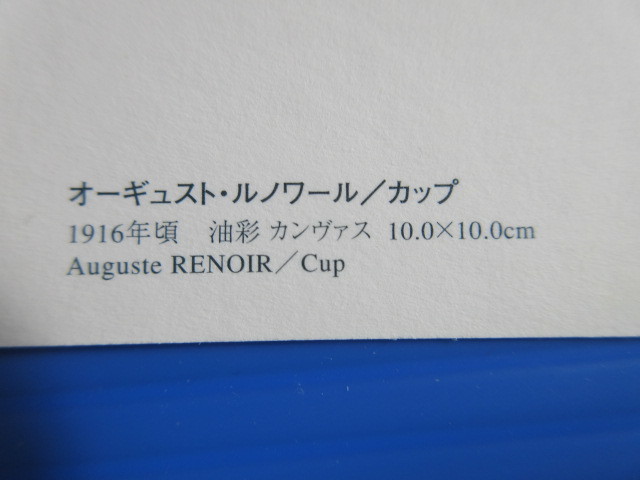 オーギュスト・ルノワール／カップ
1916年頃　油彩 カンヴァス 10.0×10.0cm
Auguste RENOIR／Cup